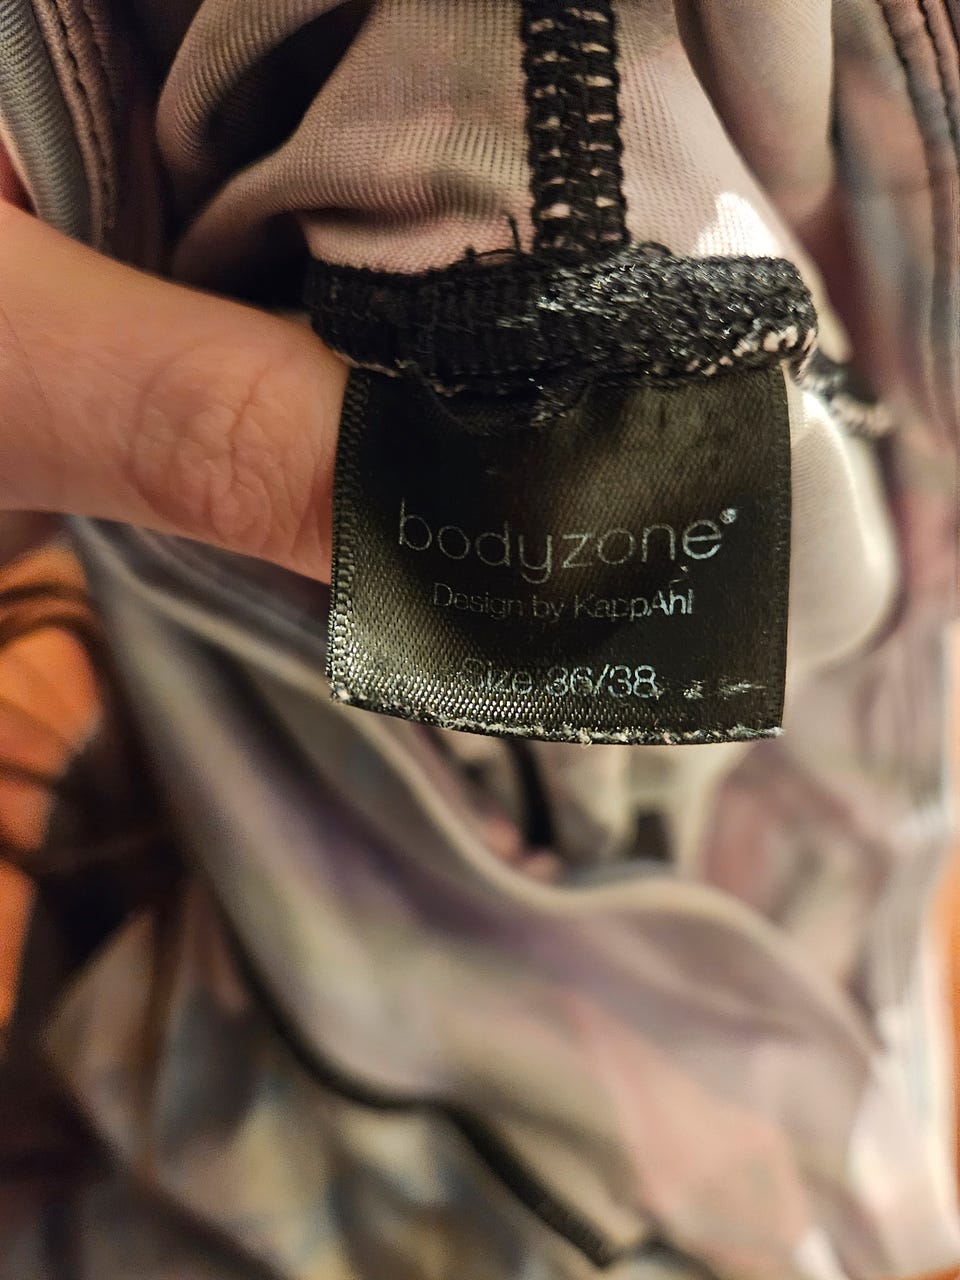 bodyzone®
Design by KappAhl
Size 36/38